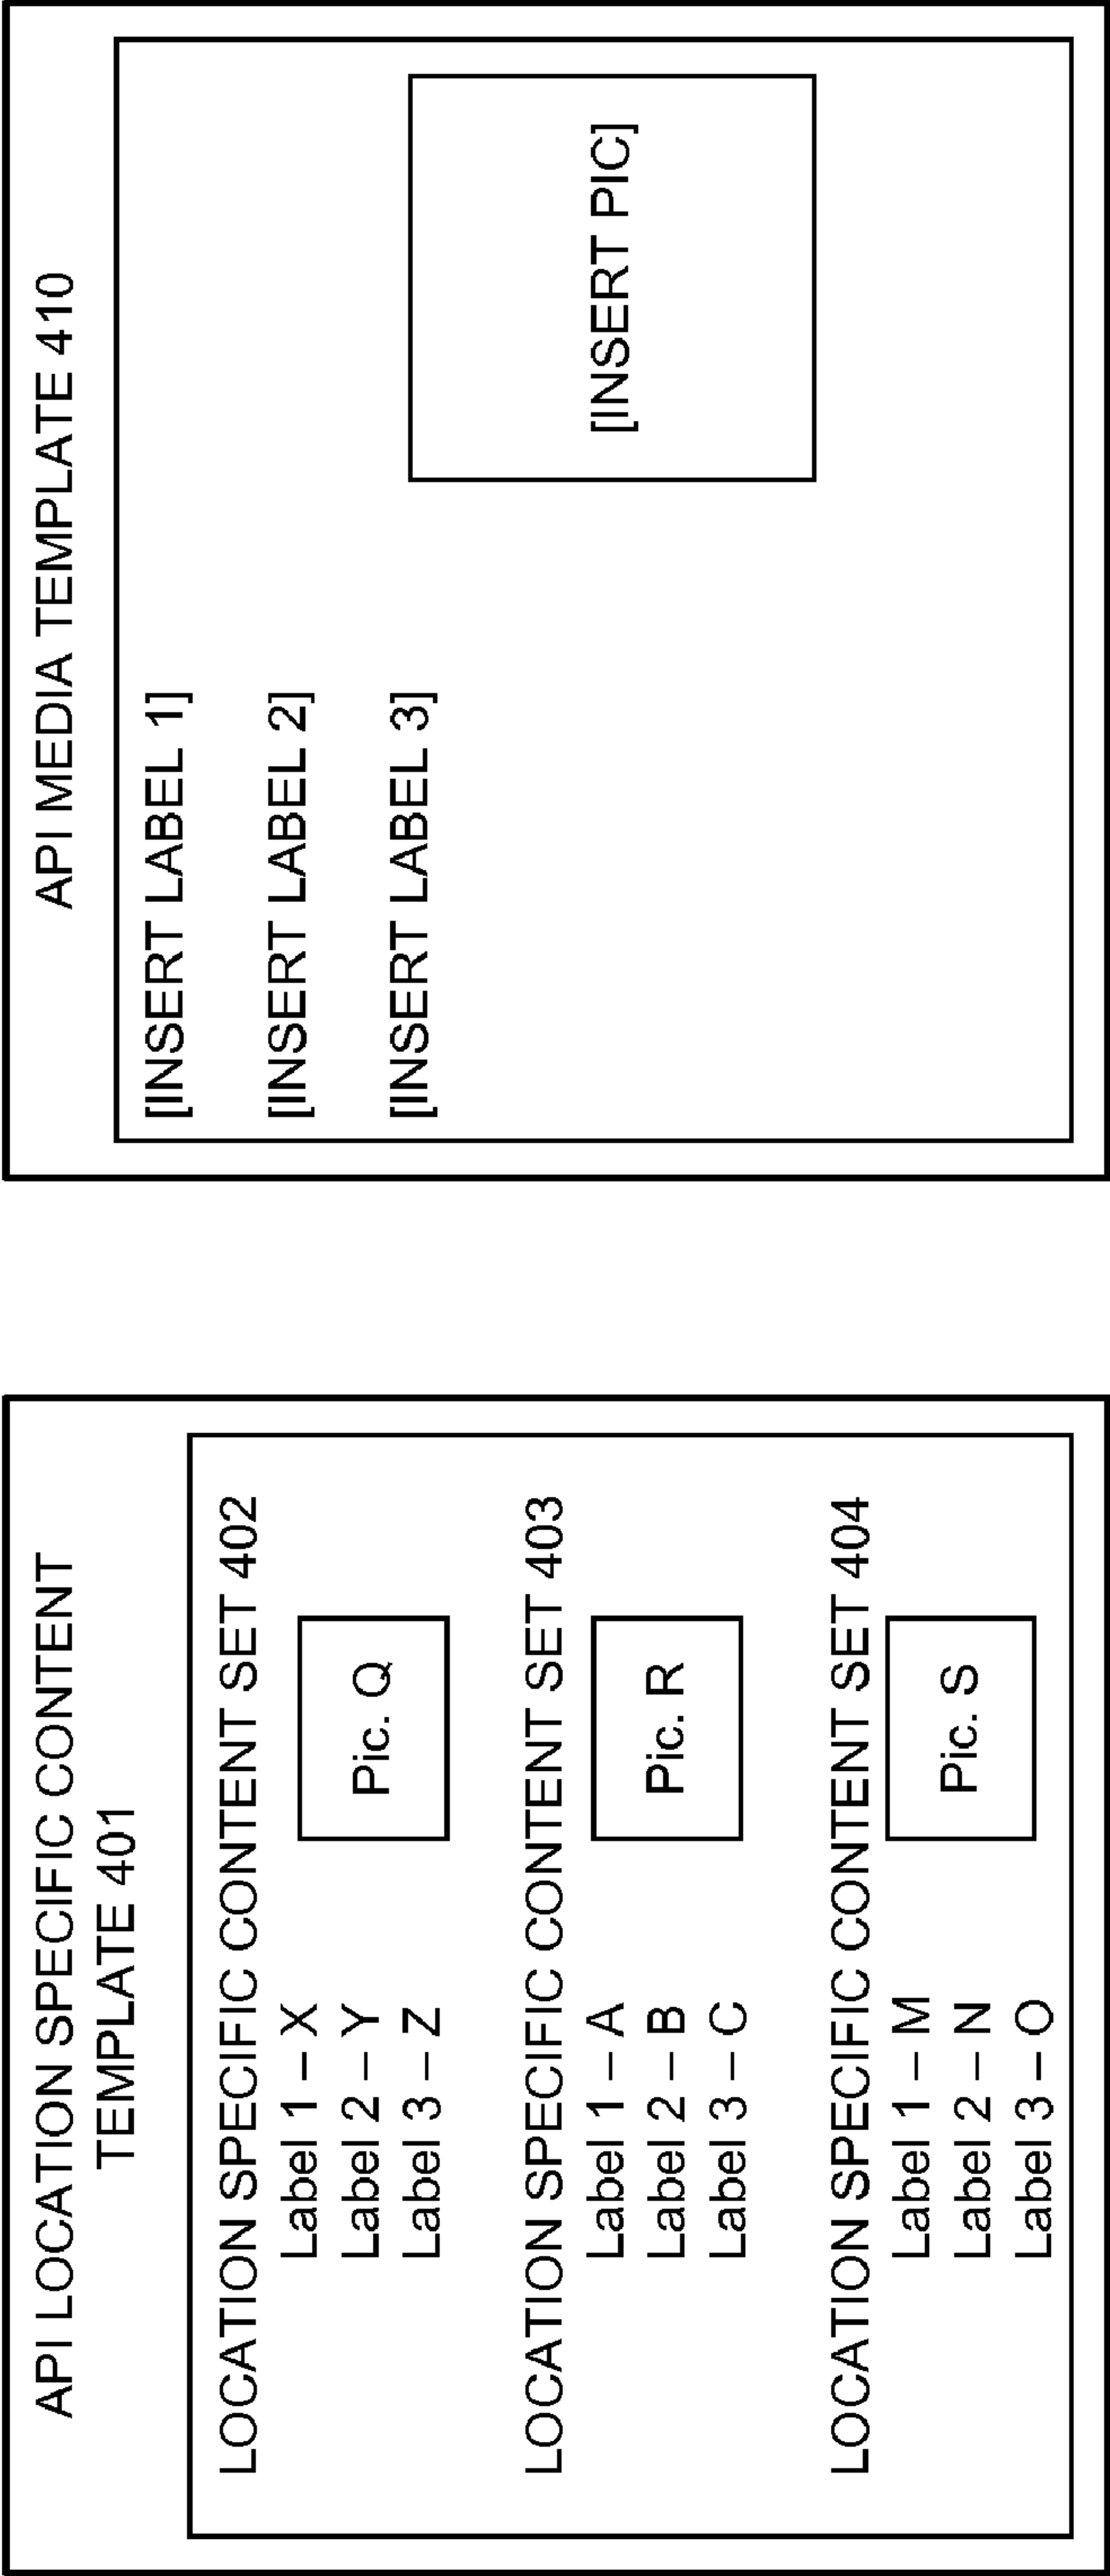 API LOCATION SPECIFIC CONTENT
TEMPLATE 401
LOCATION SPECIFIC CONTENT SET 402
Label 1 – X
Label 2 – Y
Label 3 – Z
Pic. Q
LOCATION SPECIFIC CONTENT SET 403
Label 1 – A
Label 2 – B
Label 3 – C
Pic. R
LOCATION SPECIFIC CONTENT SET 404
Label 1 – M
Label 2 – N
Label 3 – O
Pic. S
API MEDIA TEMPLATE 410
[INSERT LABEL 1]
[INSERT LABEL 2]
[INSERT LABEL 3]
[INSERT PIC]